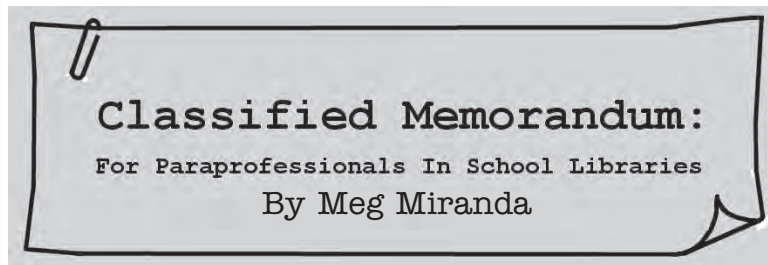 Classified Memorandum:
For Paraprofessionals In School Libraries
By Meg Miranda